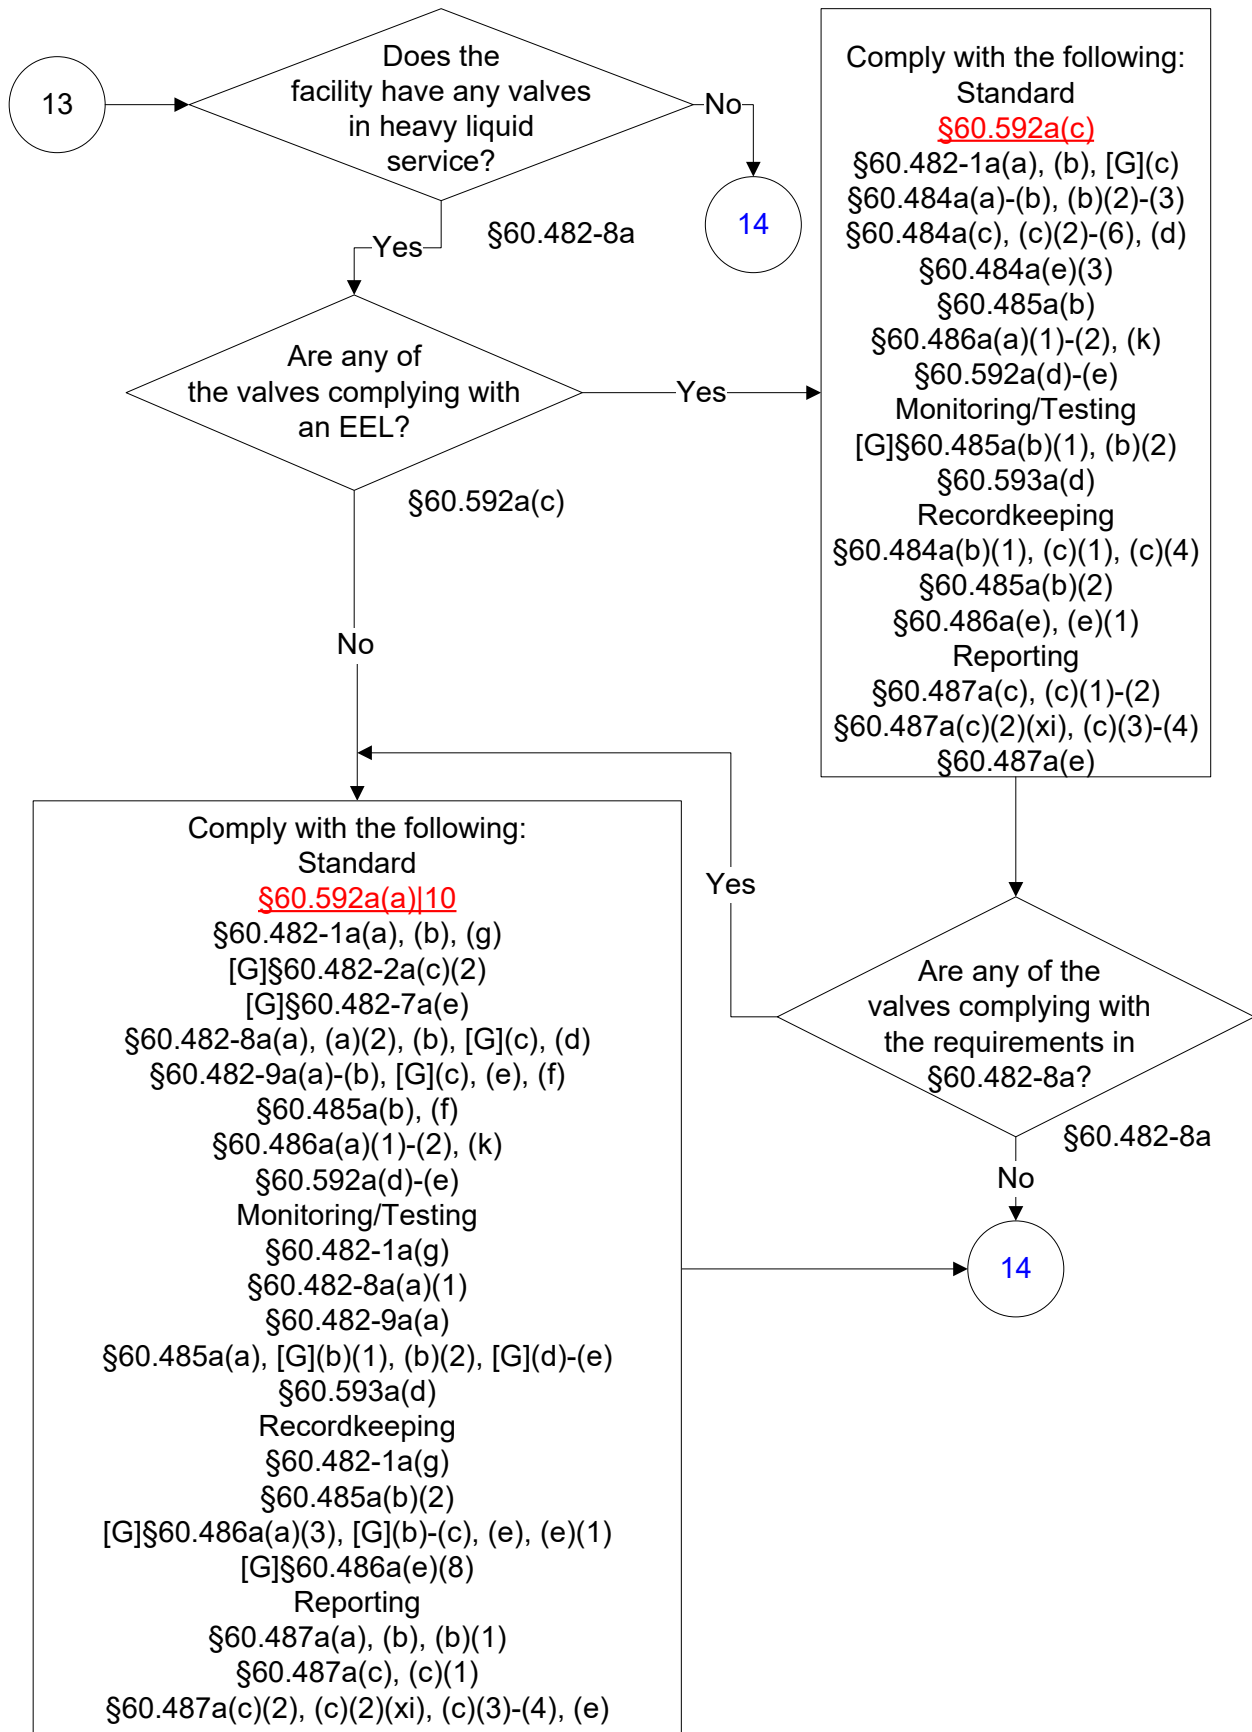 13
Does the
facility have any valves
in heavy liquid
service?
No
14
Yes
§60.482-8a
Are any of
the valves complying with
an EEL?
Yes
§60.592a(c)
No
Comply with the following:
Standard
§60.592a(c)
§60.482-1a(a), (b), [G](c)
§60.484a(a)-(b), (b)(2)-(3)
§60.484a(c), (c)(2)-(6), (d)
§60.484a(e)(3)
§60.485a(b)
§60.486a(a)(1)-(2), (k)
§60.592a(d)-(e)
Monitoring/Testing
[G]§60.485a(b)(1), (b)(2)
§60.593a(d)
Recordkeeping
§60.484a(b)(1), (c)(1), (c)(4)
§60.485a(b)(2)
§60.486a(e), (e)(1)
Reporting
§60.487a(c), (c)(1)-(2)
§60.487a(c)(2)(xi), (c)(3)-(4)
§60.487a(e)
Are any of the
valves complying with
the requirements in
§60.482-8a?
Yes
§60.482-8a
No
14
Comply with the following:
Standard
§60.592a(a)|10
§60.482-1a(a), (b), (g)
[G]§60.482-2a(c)(2)
[G]§60.482-7a(e)
§60.482-8a(a), (a)(2), (b), [G](c), (d)
§60.482-9a(a)-(b), [G](c), (e), (f)
§60.485a(b), (f)
§60.486a(a)(1)-(2), (k)
§60.592a(d)-(e)
Monitoring/Testing
§60.482-1a(g)
§60.482-8a(a)(1)
§60.482-9a(a)
§60.485a(a), [G](b)(1), (b)(2), [G](d)-(e)
§60.593a(d)
Recordkeeping
§60.482-1a(g)
§60.485a(b)(2)
[G]§60.486a(a)(3), [G](b)-(c), (e), (e)(1)
[G]§60.486a(e)(8)
Reporting
§60.487a(a), (b), (b)(1)
§60.487a(c), (c)(1)
§60.487a(c)(2), (c)(2)(xi), (c)(3)-(4), (e)